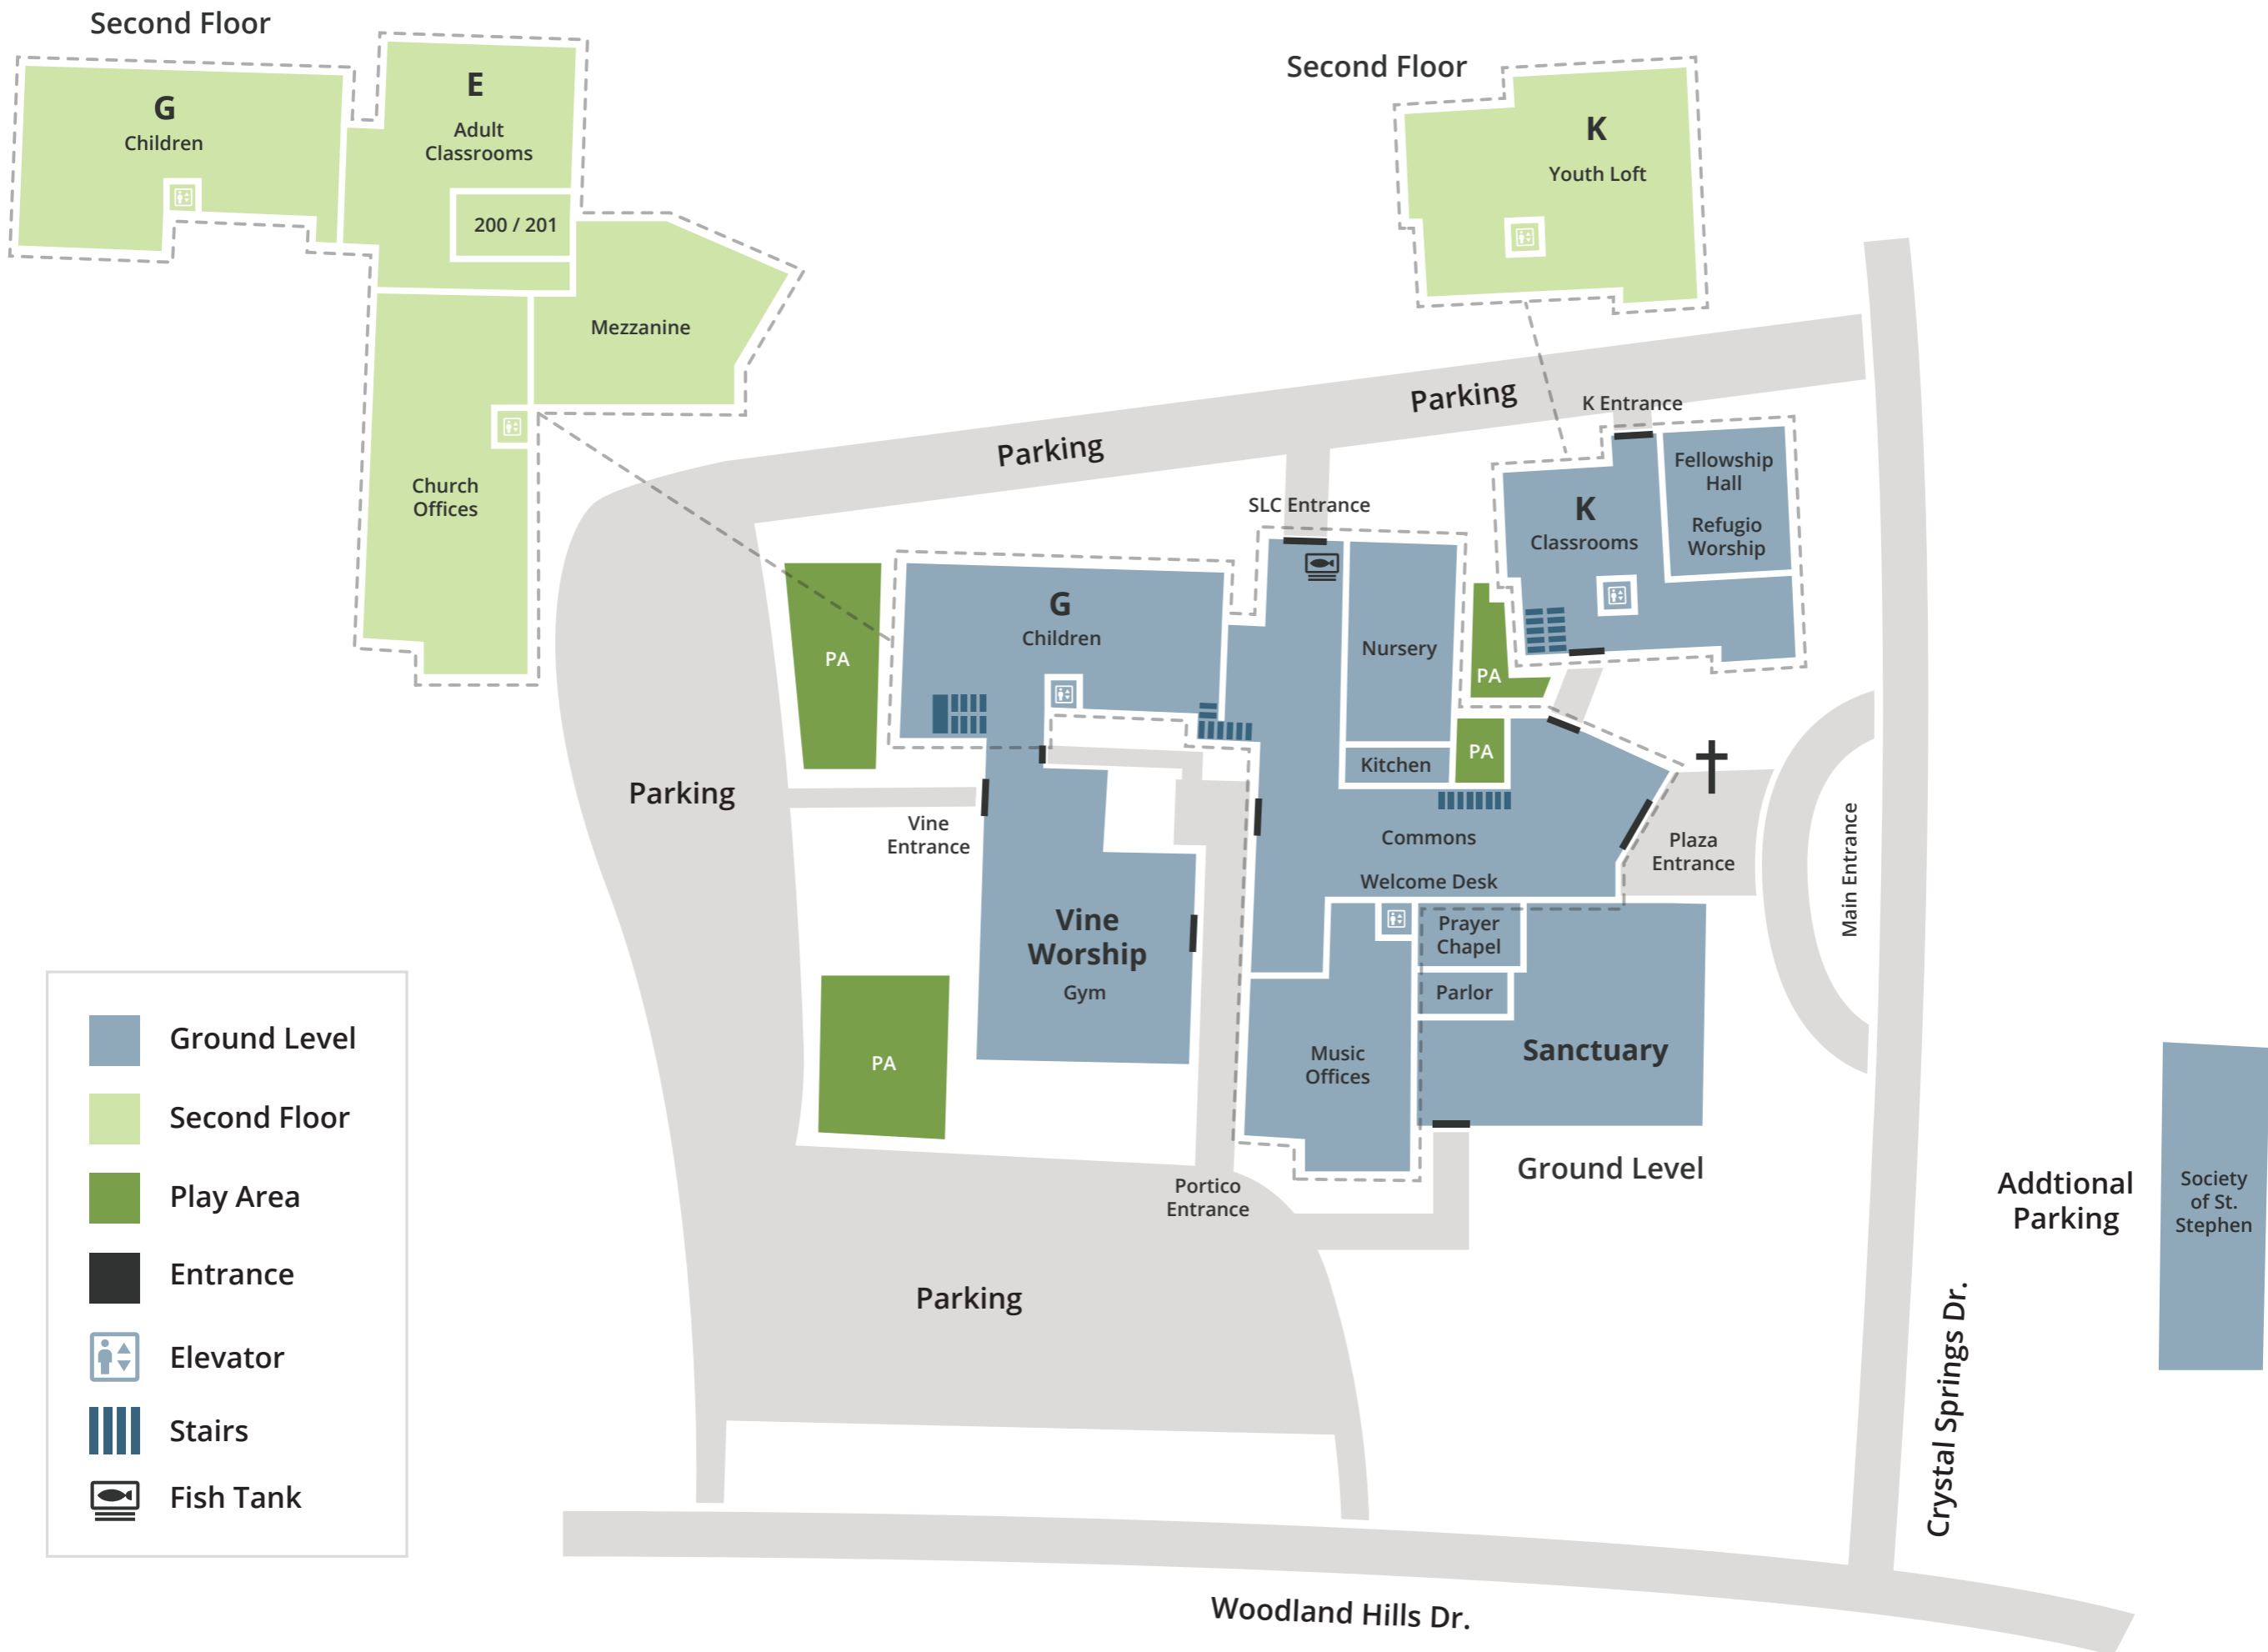 Second Floor
G
Children
E
Adult
Classrooms
200 / 201
Mezzanine
Church
Offices
Second Floor
K
Youth Loft
Parking
Parking
K Entrance
SLC Entrance
Fellowship
Hall
Refugio
Worship
K
Classrooms
G
Children
Nursery
PA
PA
PA
Kitchen
Parking
Vine
Entrance
Commons
Welcome Desk
Plaza
Entrance
Main Entrance
Vine
Worship
Gym
Prayer
Chapel
Parlor
Sanctuary
Music
Offices
PA
Ground Level
Portico
Entrance
Parking
Addtional
Parking
Society
of St.
Stephen
Crystal Springs Dr.
Woodland Hills Dr.
Ground Level
Second Floor
Play Area
Entrance
Elevator
Stairs
Fish Tank